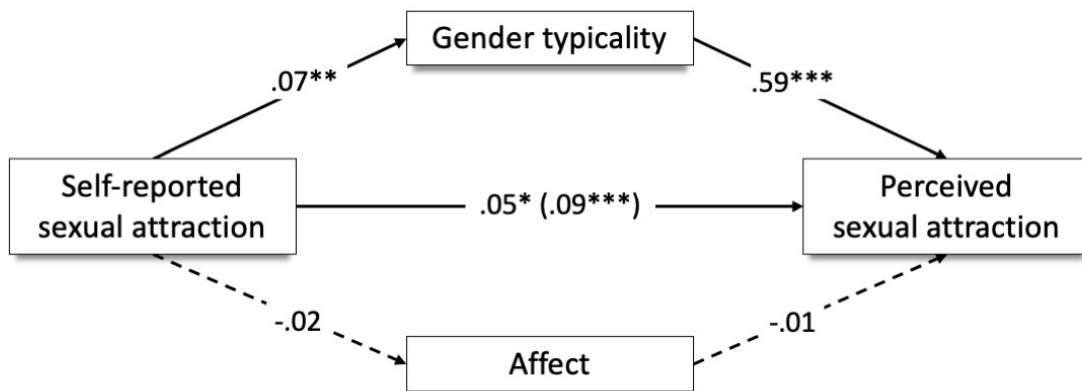 Gender typicality
.07**
.59***
Self-reported
sexual attraction
.05* (.09***)
Perceived
sexual attraction
-.02
-.01
Affect